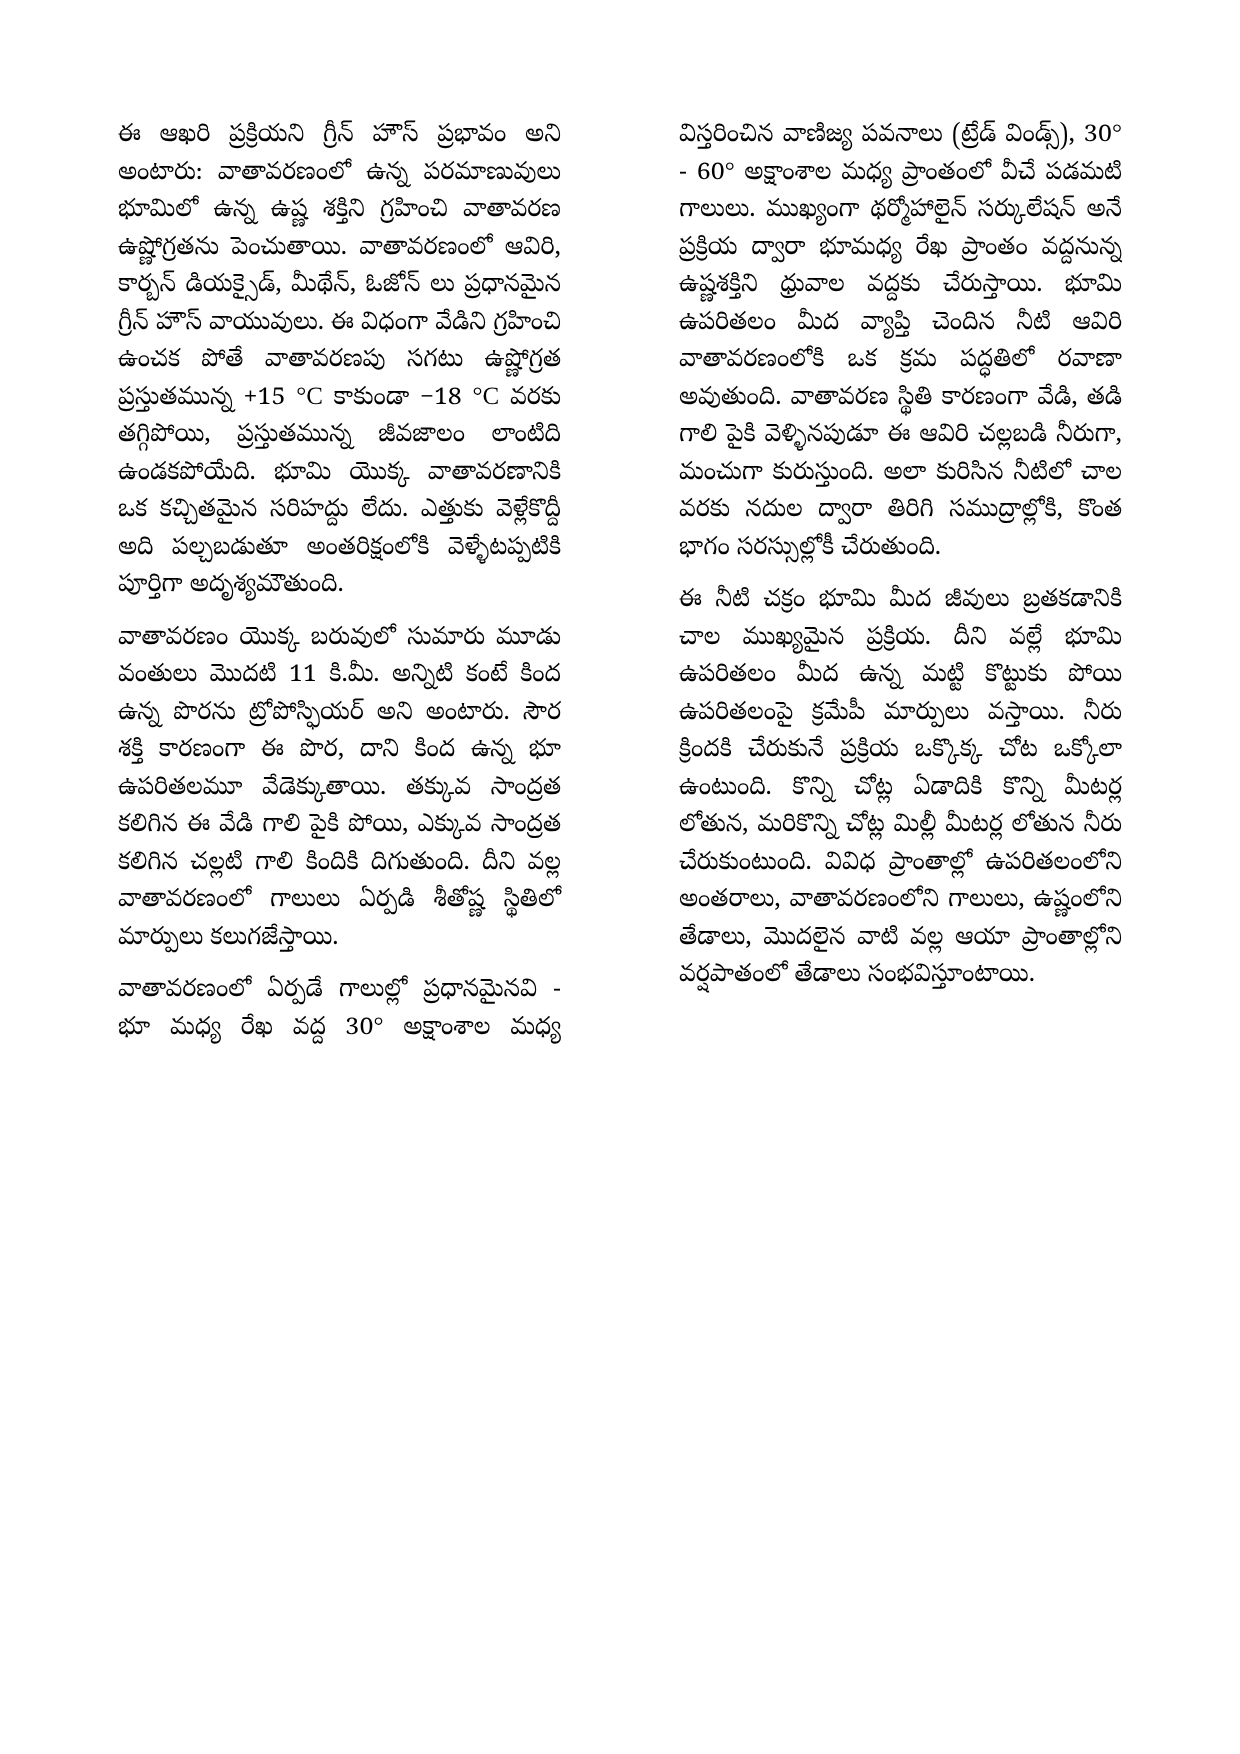 ఈ ఆఖరి ప్రక్రియని గ్రీన్ హౌస్ ప్రభావం అని
అంటారు: వాతావరణంలో ఉన్న పరమాణువులు
భూమిలో ఉన్న ఉష్ణ శక్తిని గ్రహించి వాతావరణ
ఉష్ణోగ్రతను పెంచుతాయి. వాతావరణంలో ఆవిరి,
కార్బన్ డియక్సైడ్, మీథేన్, ఓజోన్ లు ప్రధానమైన
గ్రీన్ హౌస్ వాయువులు. ఈ విధంగా వేడిని గ్రహించి
ఉంచక పోతే వాతావరణపు సగటు ఉష్ణోగ్రత
ప్రస్తుతమున్న +15 °C కాకుండా −18 °C వరకు
తగ్గిపోయి, ప్రస్తుతమున్న జీవజాలం లాంటిది
ఉండకపోయేది. భూమి యొక్క వాతావరణానికి
ఒక కచ్చితమైన సరిహద్దు లేదు. ఎత్తుకు వెళ్లేకొద్దీ
అది పల్చబడుతూ అంతరిక్షంలోకి వెళ్ళేటప్పటికి
పూర్తిగా అదృశ్యమౌతుంది.
వాతావరణం యొక్క బరువులో సుమారు మూడు
వంతులు మొదటి 11 కి.మీ. అన్నిటి కంటే కింద
ఉన్న పొరను ట్రోపోస్ఫియర్ అని అంటారు. సౌర
శక్తి కారణంగా ఈ పొర, దాని కింద ఉన్న భూ
ఉపరితలమూ వేడెక్కుతాయి. తక్కువ సాంద్రత
కలిగిన ఈ వేడి గాలి పైకి పోయి, ఎక్కువ సాంద్రత
కలిగిన చల్లటి గాలి కిందికి దిగుతుంది. దీని వల్ల
వాతావరణంలో గాలులు ఏర్పడి శీతోష్ణ స్థితిలో
మార్పులు కలుగజేస్తాయి.
వాతావరణంలో ఏర్పడే గాలుల్లో ప్రధానమైనవి -
భూ మధ్య రేఖ వద్ద 30° అక్షాంశాల మధ్య
విస్తరించిన వాణిజ్య పవనాలు (ట్రేడ్ విండ్స్), 30°
- 60° అక్షాంశాల మధ్య ప్రాంతంలో వీచే పడమటి
గాలులు. ముఖ్యంగా థర్మోహాలైన్ సర్కులేషన్ అనే
ప్రక్రియ ద్వారా భూమధ్య రేఖ ప్రాంతం వద్దనున్న
ఉష్ణశక్తిని ధ్రువాల వద్దకు చేరుస్తాయి. భూమి
ఉపరితలం మీద వ్యాప్తి చెందిన నీటి ఆవిరి
వాతావరణంలోకి ఒక క్రమ పద్ధతిలో రవాణా
అవుతుంది. వాతావరణ స్థితి కారణంగా వేడి, తడి
గాలి పైకి వెళ్ళినపుడూ ఈ ఆవిరి చల్లబడి నీరుగా,
మంచుగా కురుస్తుంది. అలా కురిసిన నీటిలో చాల
వరకు నదుల ద్వారా తిరిగి సముద్రాల్లోకి, కొంత
భాగం సరస్సుల్లోకీ చేరుతుంది.
ఈ నీటి చక్రం భూమి మీద జీవులు బ్రతకడానికి
చాల ముఖ్యమైన ప్రక్రియ. దీని వల్లే భూమి
ఉపరితలం మీద ఉన్న మట్టి కొట్టుకు పోయి
ఉపరితలంపై క్రమేపీ మార్పులు వస్తాయి. నీరు
క్రిందకి చేరుకునే ప్రక్రియ ఒక్కొక్క చోట ఒక్కోలా
ఉంటుంది. కొన్ని చోట్ల ఏడాదికి కొన్ని మీటర్ల
లోతున, మరికొన్ని చోట్ల మిల్లీ మీటర్ల లోతున నీరు
చేరుకుంటుంది. వివిధ ప్రాంతాల్లో ఉపరితలంలోని
అంతరాలు, వాతావరణంలోని గాలులు, ఉష్ణంలోని
తేడాలు, మొదలైన వాటి వల్ల ఆయా ప్రాంతాల్లోని
వర్షపాతంలో తేడాలు సంభవిస్తూంటాయి.